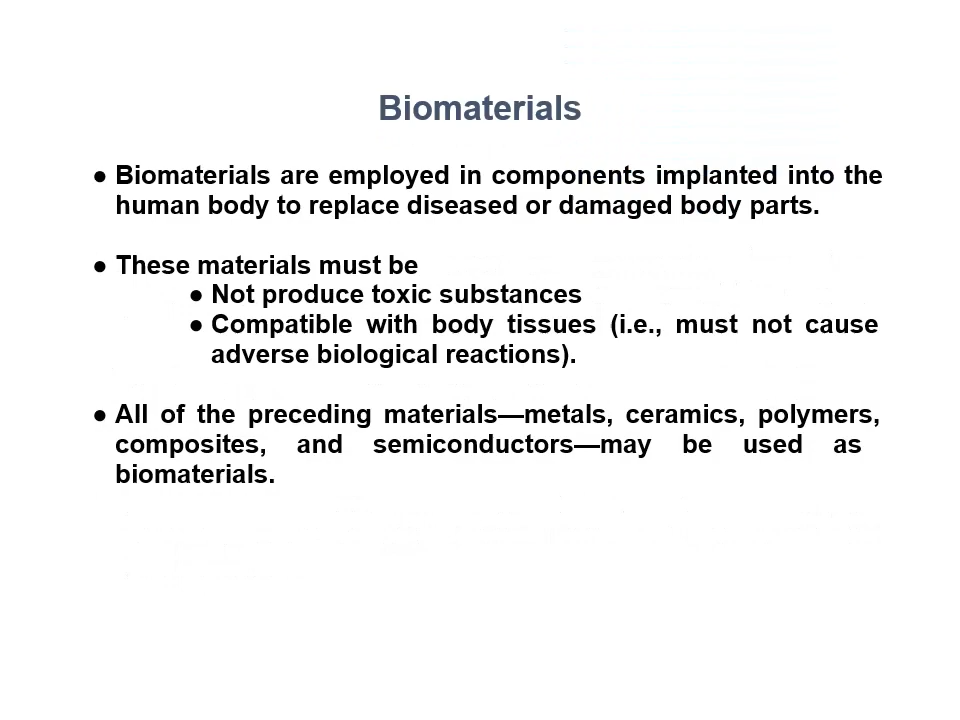 Biomaterials
● Biomaterials are employed in components implanted into the
human body to replace diseased or damaged body parts.
● These materials must be
● Not produce toxic substances
● Compatible with body tissues (i.e., must not cause
adverse biological reactions).
● All of the preceding materials—metals, ceramics, polymers,
composites, and semiconductors—may be used as
biomaterials.